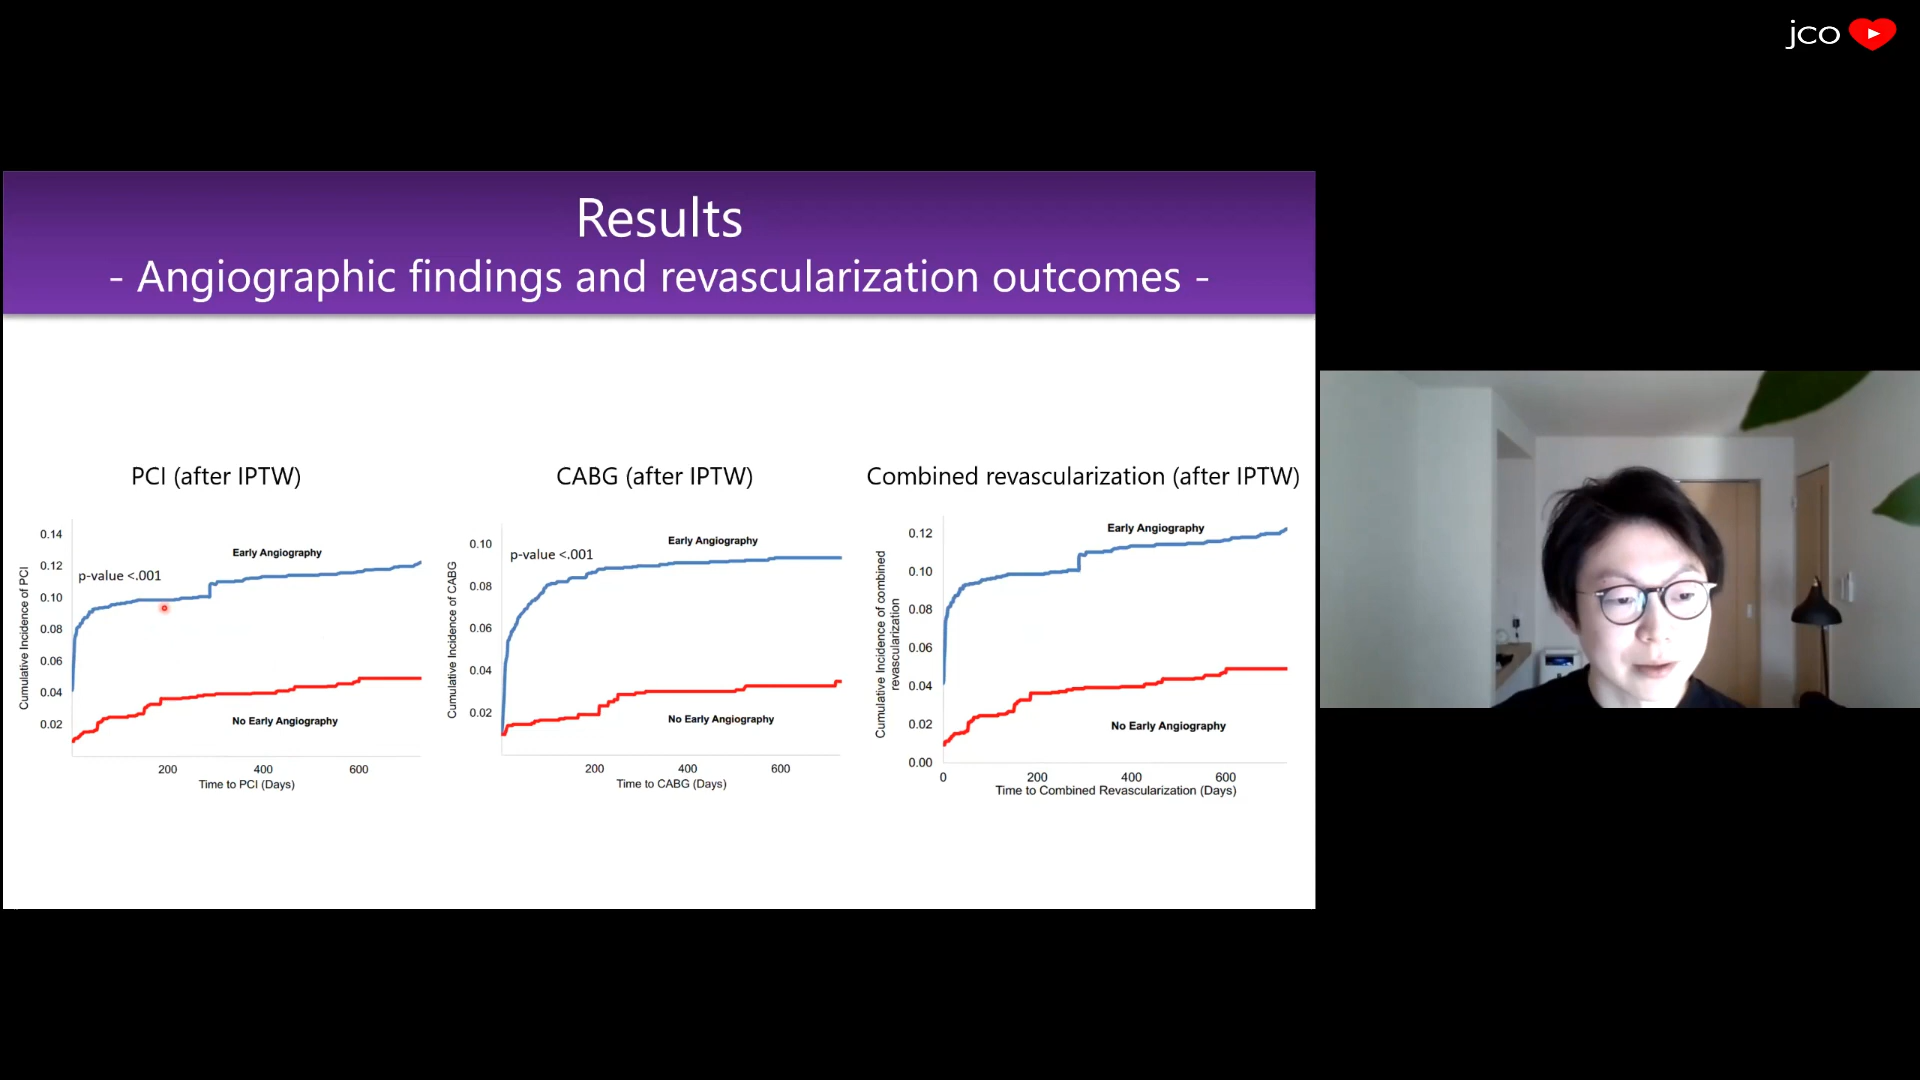 jco
Results
- Angiographic findings and revascularization outcomes -
PCI (after IPTW)
CABG (after IPTW)
Combined revascularization (after IPTW)
Cumulative Incidence of PCI
0.14
0.12
0.10
0.08
0.06
0.04
0.02
p-value <.001
Early Angiography
No Early Angiography
200
400
600
Time to PCI (Days)
Cumulative Incidence of CABG
0.10
0.08
0.06
0.04
0.02
p-value <.001
Early Angiography
No Early Angiography
200
400
600
Time to CABG (Days)
Cumulative Incidence of combined
revascularization
0.12
0.10
0.08
0.06
0.04
0.02
0.00
Early Angiography
No Early Angiography
0
200
400
600
Time to Combined Revascularization (Days)